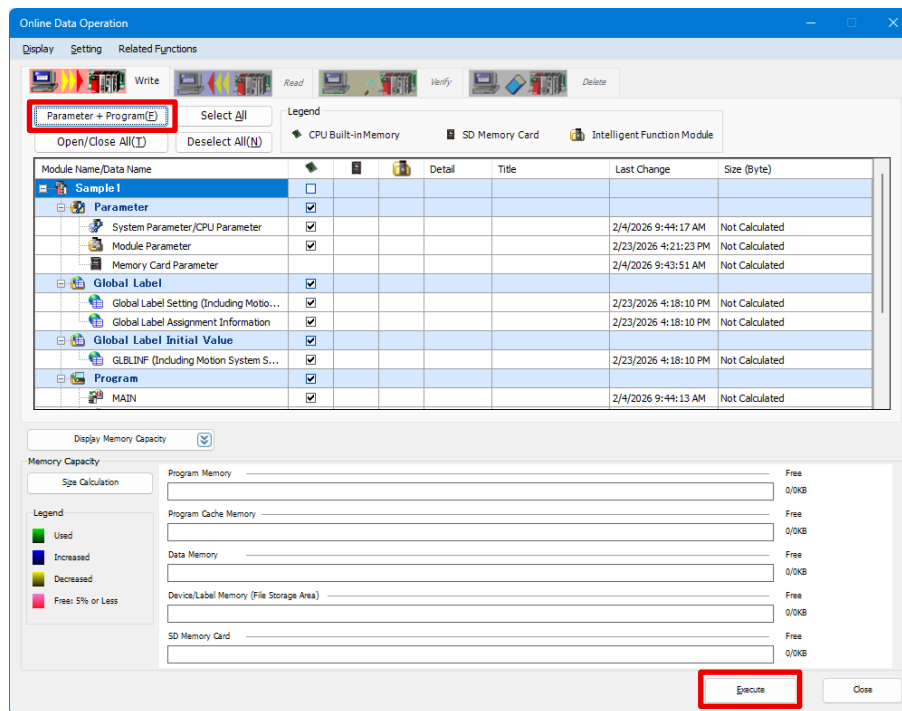 Online Data Operation
Display Setting Related Functions
Write Read Verify Delete
Parameter + Program(F) Select All Legend
CPU Built-in Memory SD Memory Card Intelligent Function Module
Open/Close All(T) Deselect All(N)
Module Name/Data Name Detail Title Last Change Size (Byte)
Sample1
Parameter
System Parameter/CPU Parameter 2/4/2026 9:44:17 AM Not Calculated
Module Parameter 2/23/2026 4:21:23 PM Not Calculated
Memory Card Parameter 2/4/2026 9:43:51 AM Not Calculated
Global Label
Global Label Setting (Including Motio... 2/23/2026 4:18:10 PM Not Calculated
Global Label Assignment Information 2/23/2026 4:18:10 PM Not Calculated
Global Label Initial Value
GLBLINF (Including Motion System S... 2/23/2026 4:18:10 PM Not Calculated
Program
MAIN 2/4/2026 9:44:13 AM Not Calculated
Display Memory Capacity
Memory Capacity
Size Calculation
Legend
Used
Increased
Decreased
Free: 5% or Less
Program Memory Free
0/0KB
Program Cache Memory Free
0/0KB
Data Memory Free
0/0KB
Device/Label Memory (File Storage Area) Free
0/0KB
SD Memory Card Free
0/0KB
Execute Close